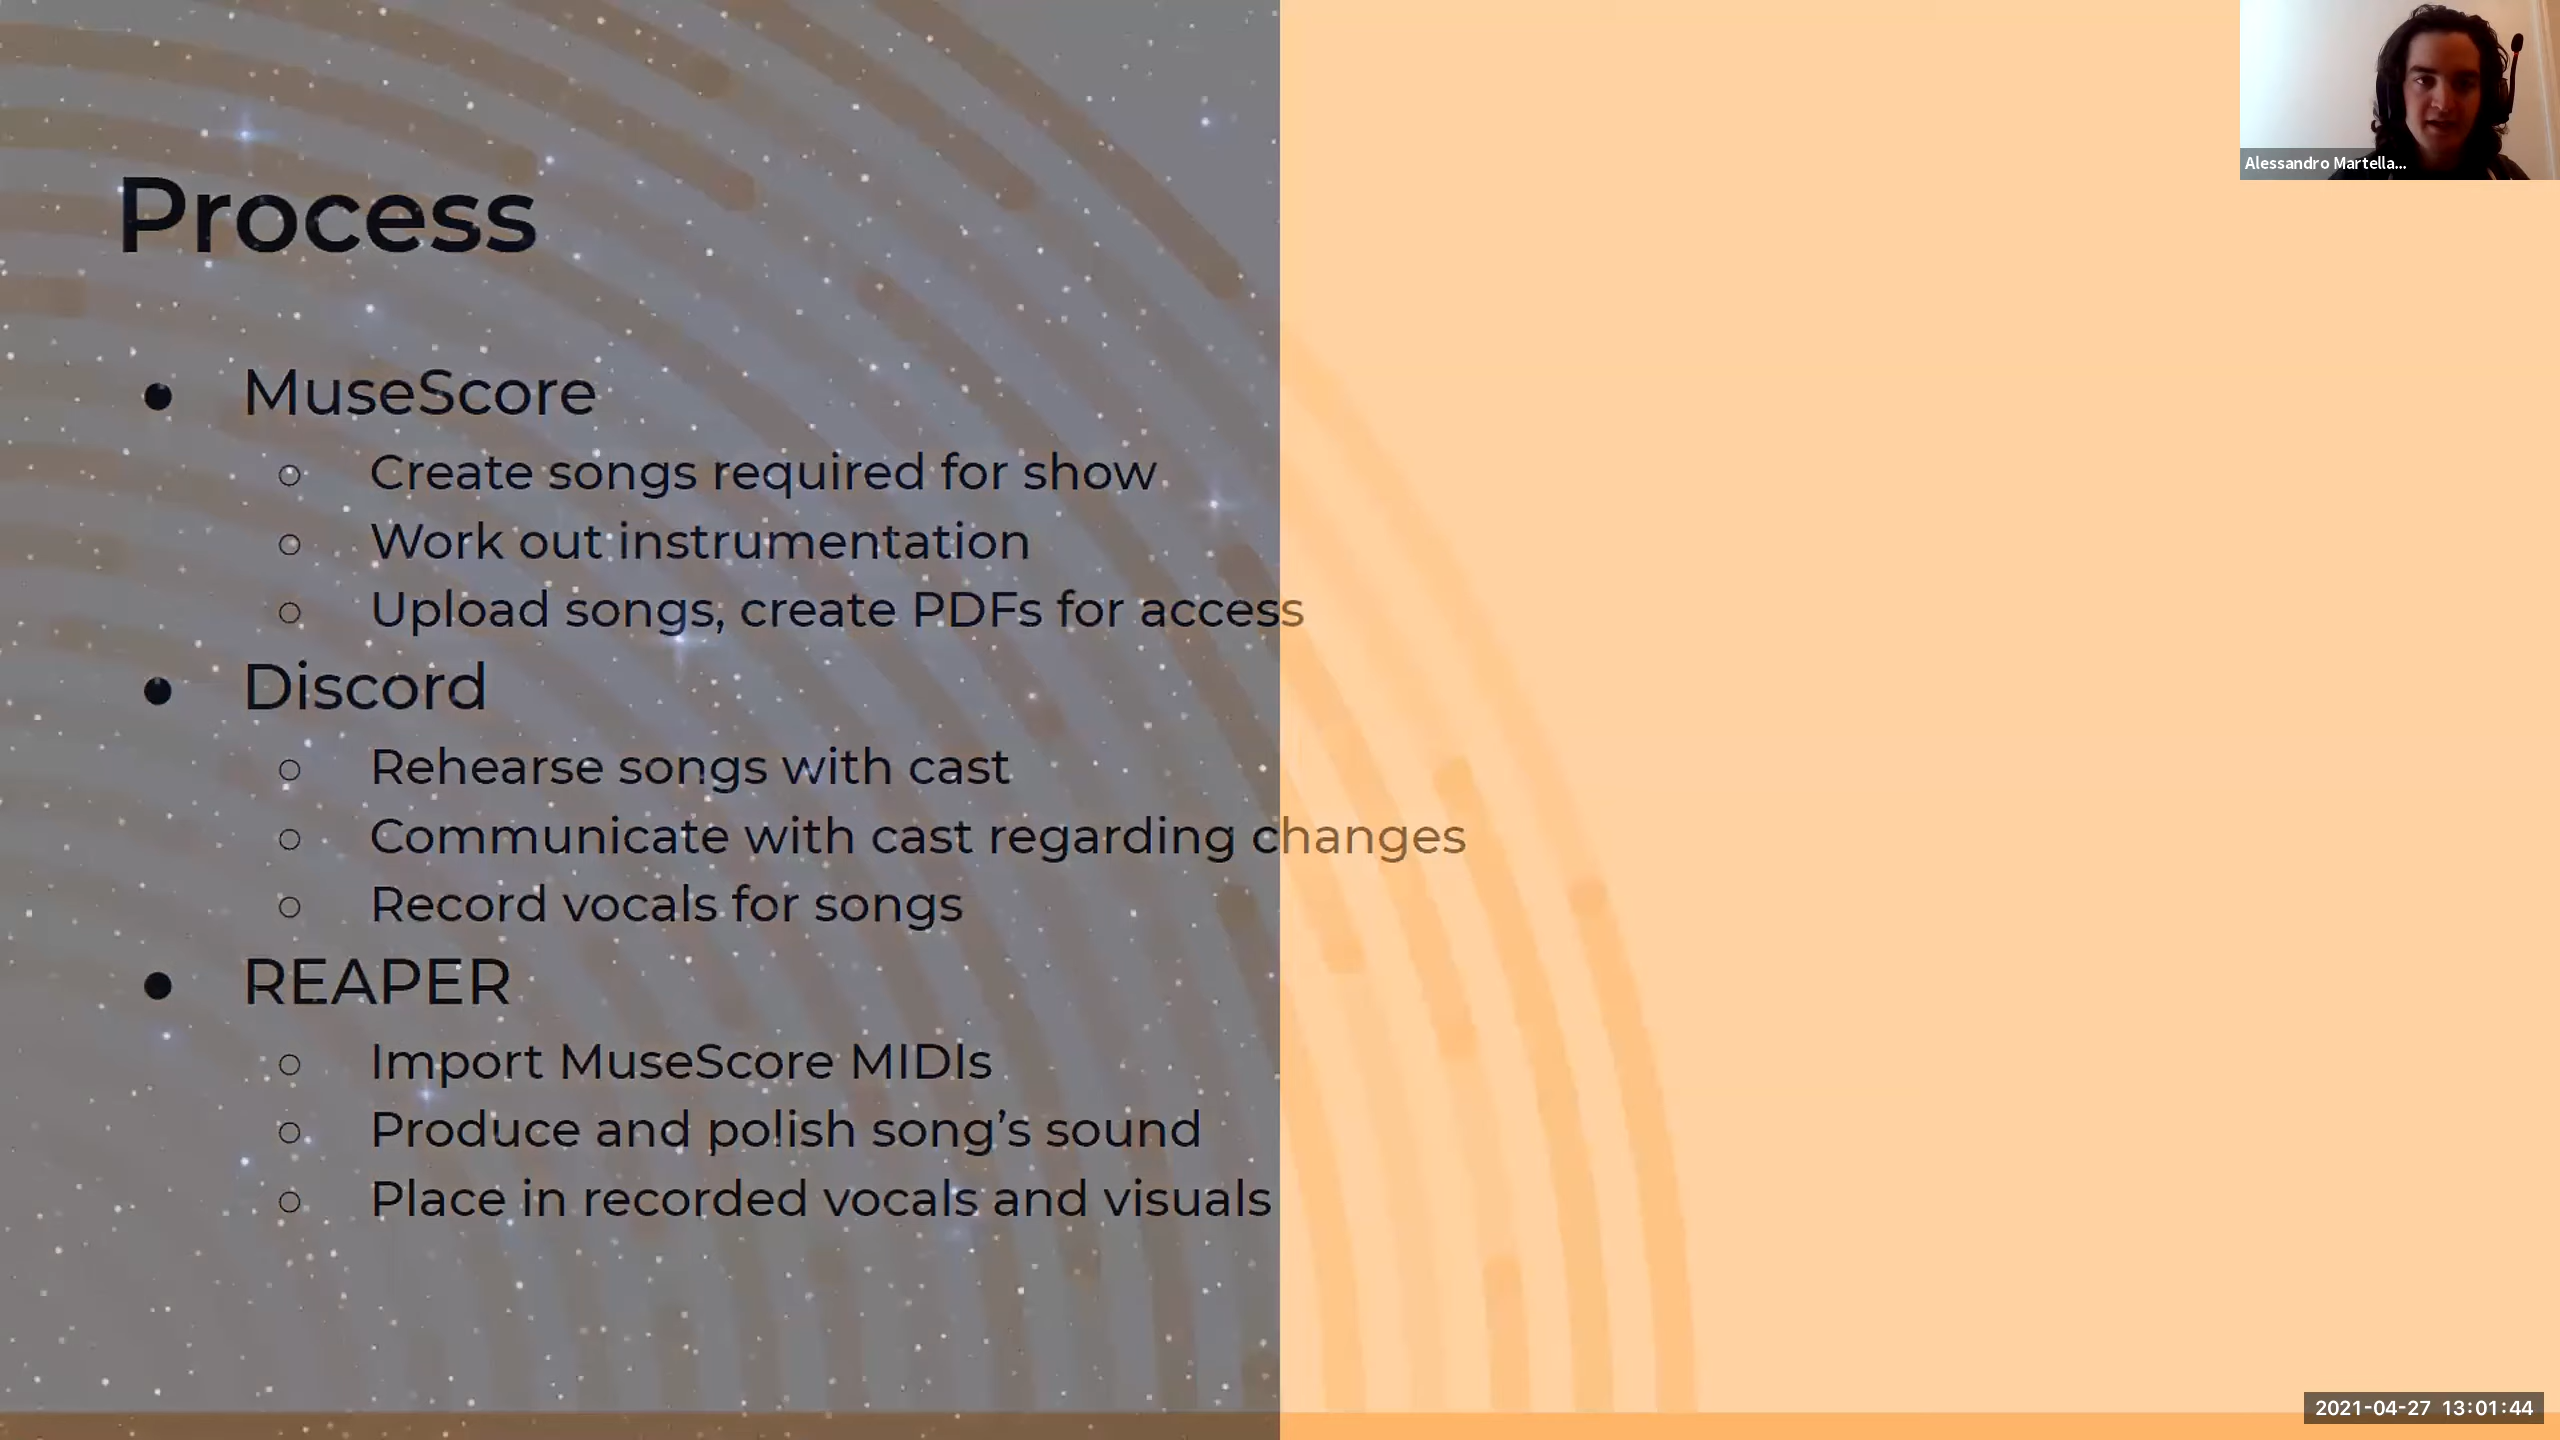 Alessandro Martella...
Process
● MuseScore
○ Create songs required for show
○ Work out instrumentation
○ Upload songs, create PDFs for access
● Discord
○ Rehearse songs with cast
○ Communicate with cast regarding changes
○ Record vocals for songs
● REAPER
○ Import MuseScore MIDIs
○ Produce and polish song’s sound
○ Place in recorded vocals and visuals
2021-04-27 13:01:44